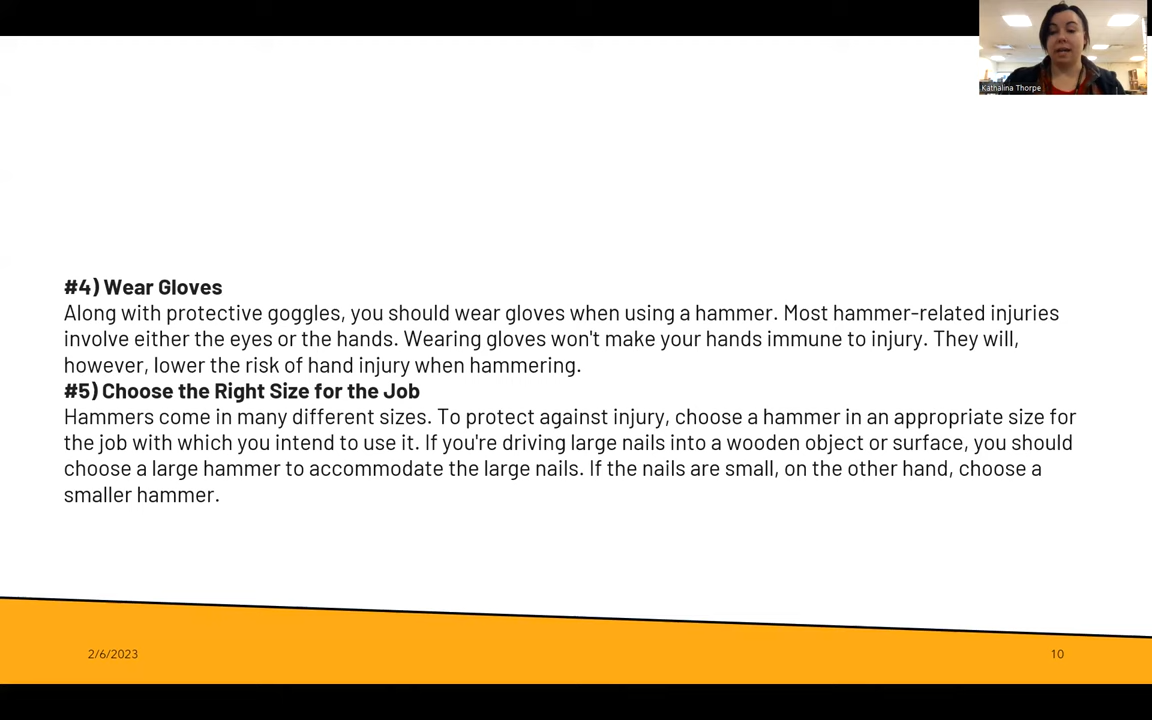 Kathalina Thorpe
#4) Wear Gloves
Along with protective goggles, you should wear gloves when using a hammer. Most hammer-related injuries
involve either the eyes or the hands. Wearing gloves won't make your hands immune to injury. They will,
however, lower the risk of hand injury when hammering.
#5) Choose the Right Size for the Job
Hammers come in many different sizes. To protect against injury, choose a hammer in an appropriate size for
the job with which you intend to use it. If you're driving large nails into a wooden object or surface, you should
choose a large hammer to accommodate the large nails. If the nails are small, on the other hand, choose a
smaller hammer.
2/6/2023
10